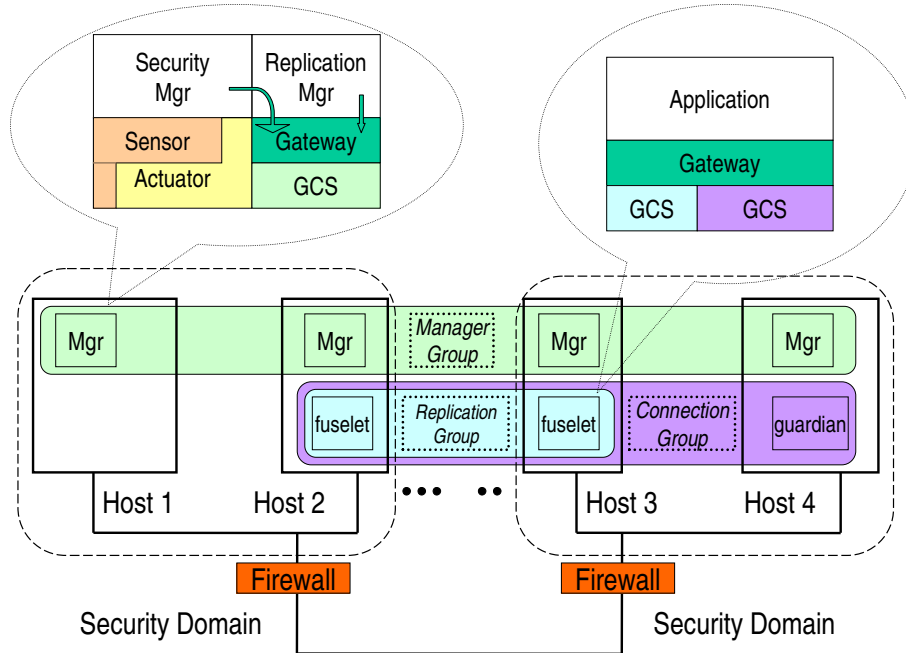 Security
Mgr
Replication
Mgr
Sensor
Actuator
Gateway
GCS
Application
Gateway
GCS
GCS
Mgr
Mgr
Manager
Group
Mgr
Mgr
fuselet
Replication
Group
fuselet
Connection
Group
guardian
Host 1
Host 2
Host 3
Host 4
Firewall
Firewall
Security Domain
Security Domain